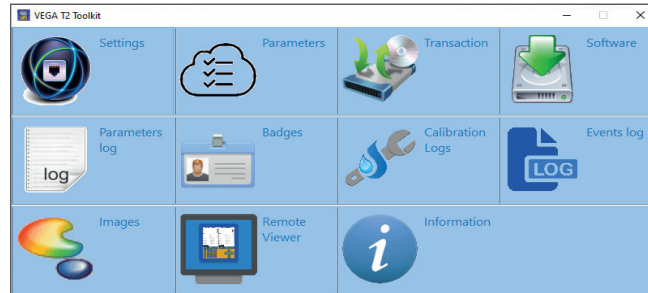 VEGA T2 Toolkit
Settings
Parameters
Transaction
Software
Parameters
log
log
Badges
Calibration
Logs
Events log
LOG
Images
Remote
Viewer
Information
i